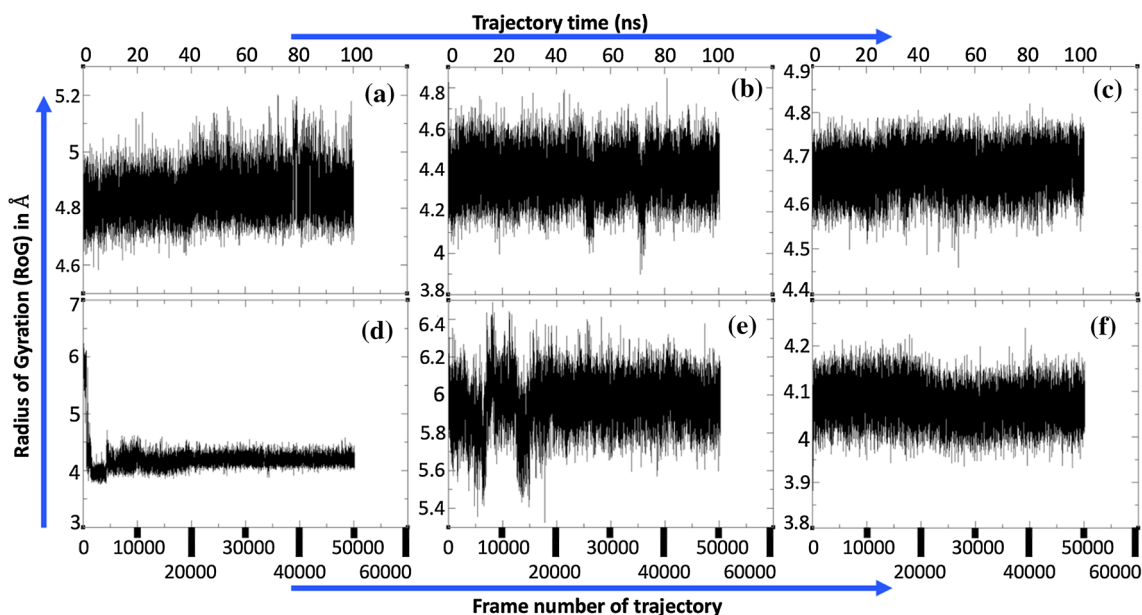 Trajectory time (ns)
0 20 40 60 80 100 0 20 40 60 80 100 0 20 40 60 80 100
Radius of Gyration (RoG) in Å
5.2
5
4.8
4.6
(a)
4.8
4.6
4.4
4.2
4
3.8
(b)
4.9
4.8
4.7
4.6
4.5
4.4
(c)
7
6
5
4
3
(d)
6.4
6.2
6
5.8
5.6
5.4
(e)
4.2
4.1
4
3.9
3.8
(f)
0 10000 30000 50000 0 10000 30000 50000 0 10000 30000 50000
20000 40000 60000 20000 40000 60000 20000 40000 60000
Frame number of trajectory